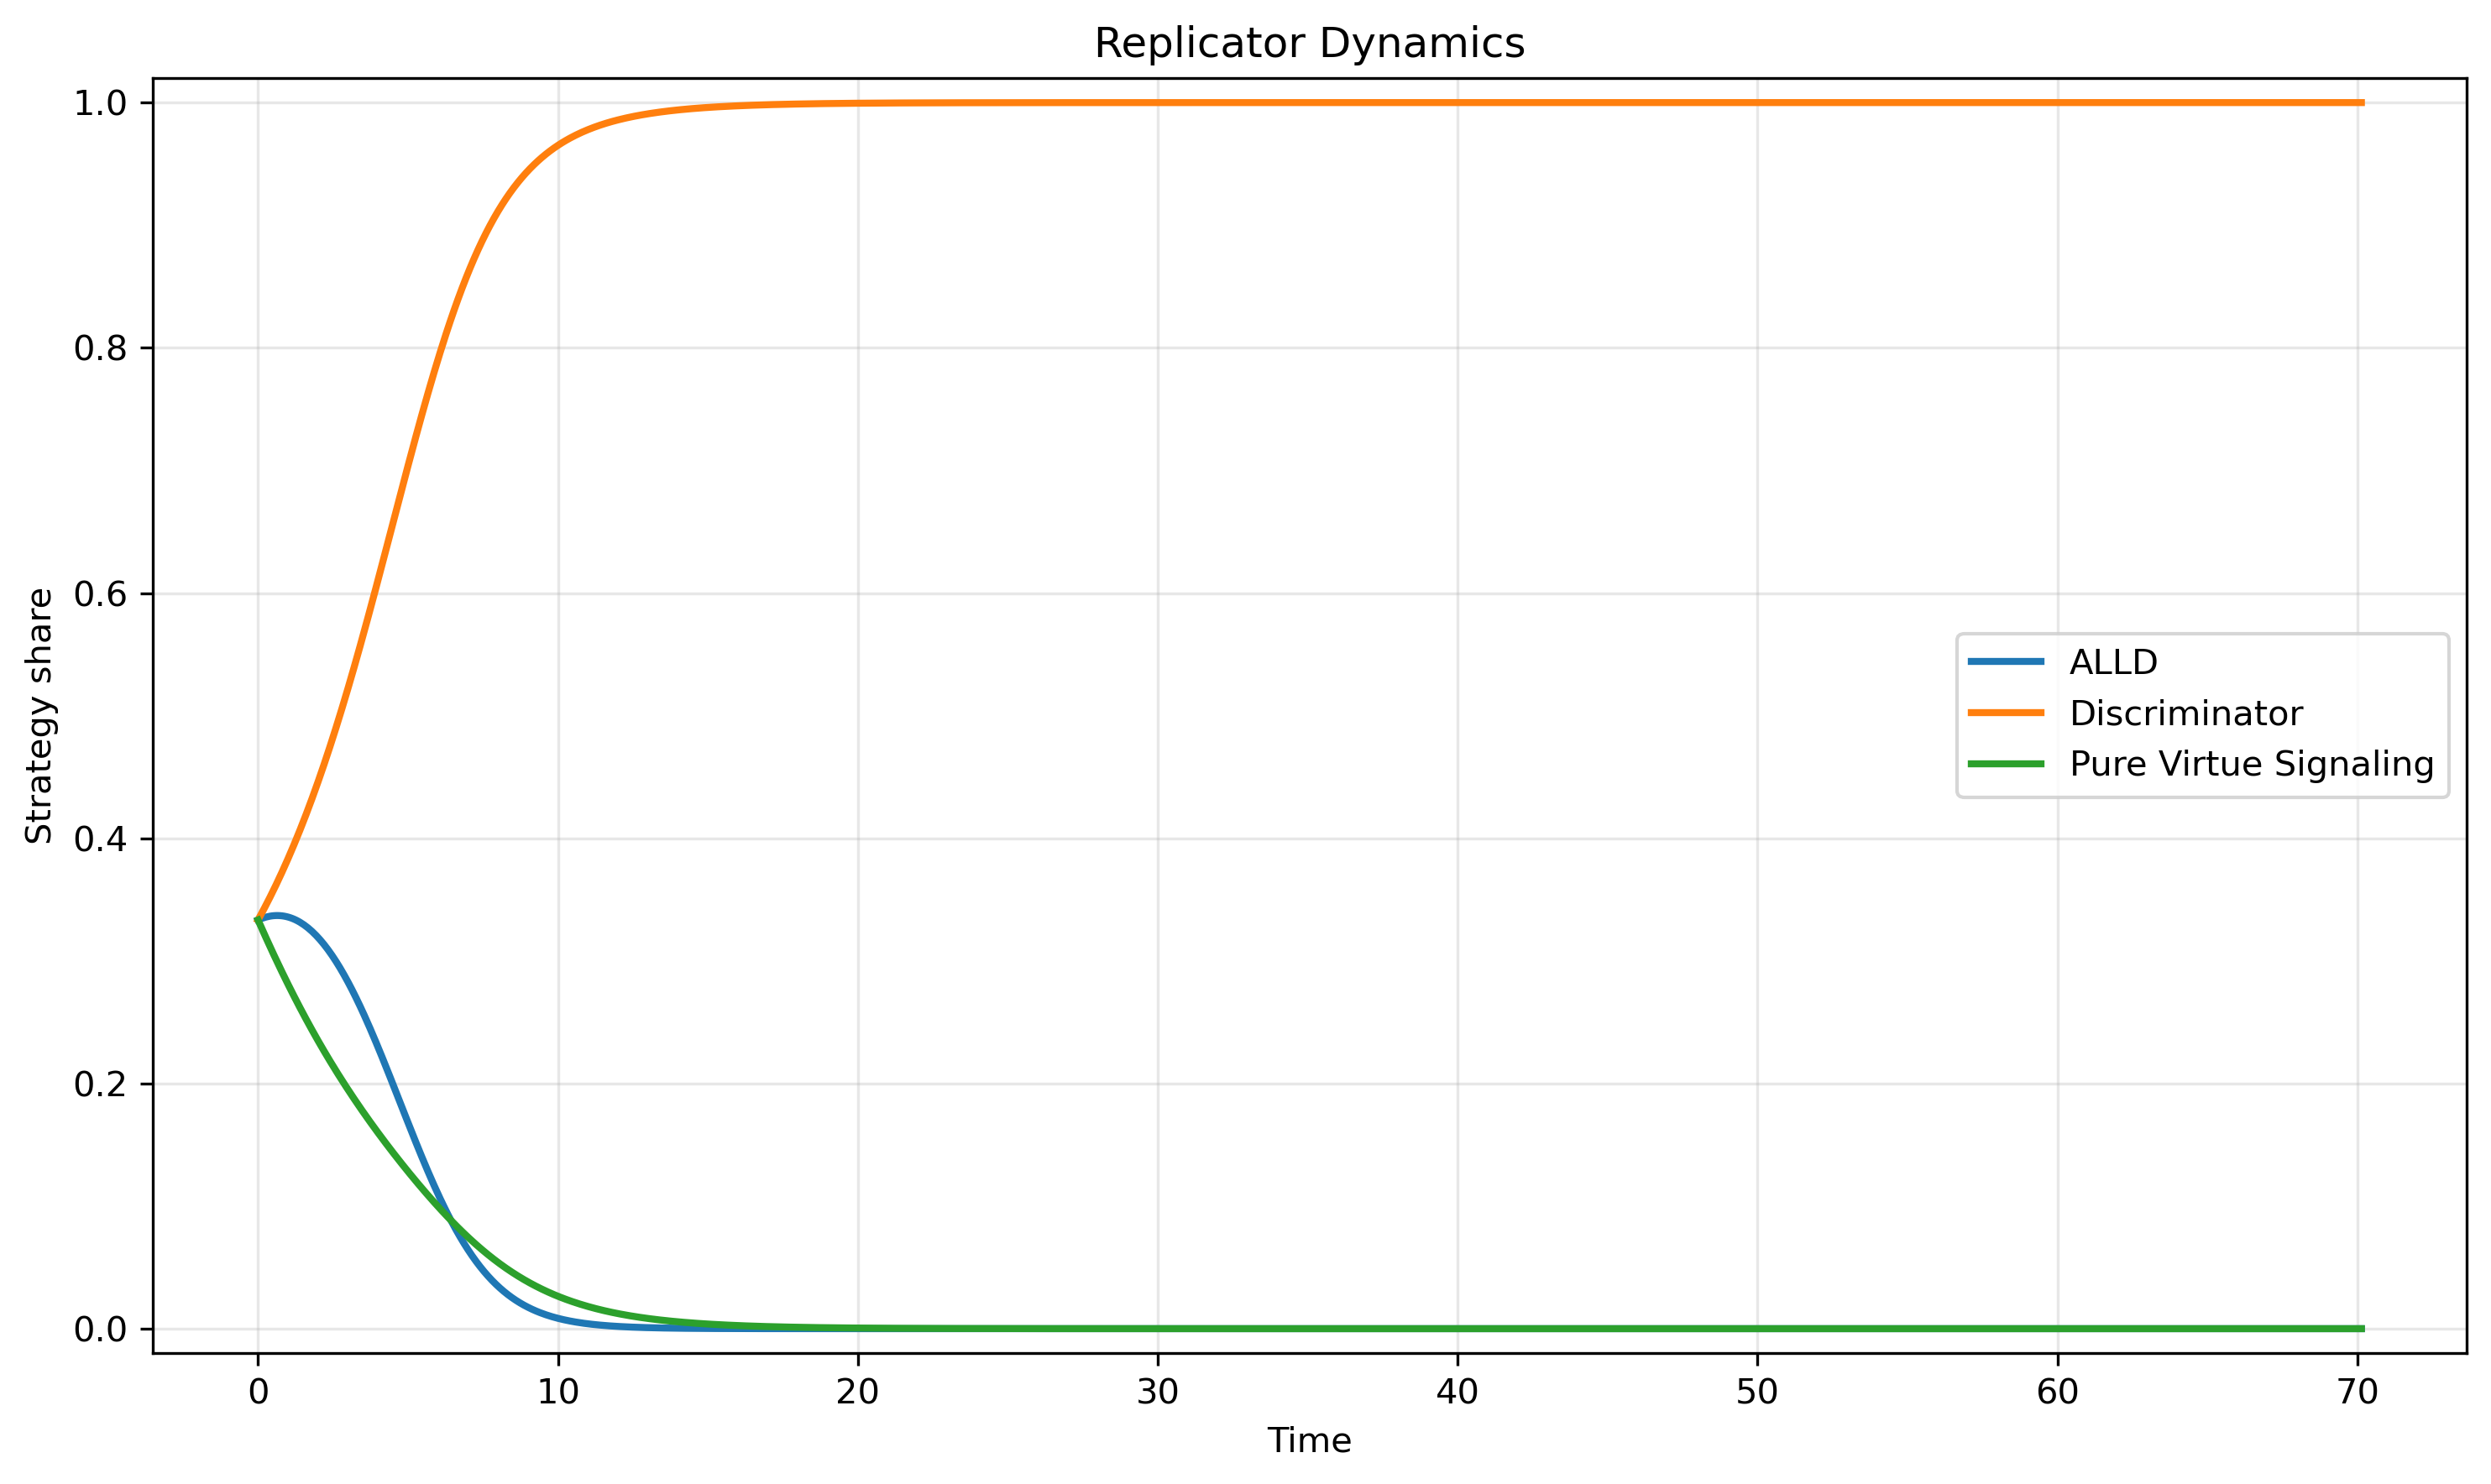 Replicator Dynamics
Strategy share
1.0
0.8
0.6
0.4
0.2
0.0
ALLD
Discriminator
Pure Virtue Signaling
0 10 20 30 40 50 60 70
Time